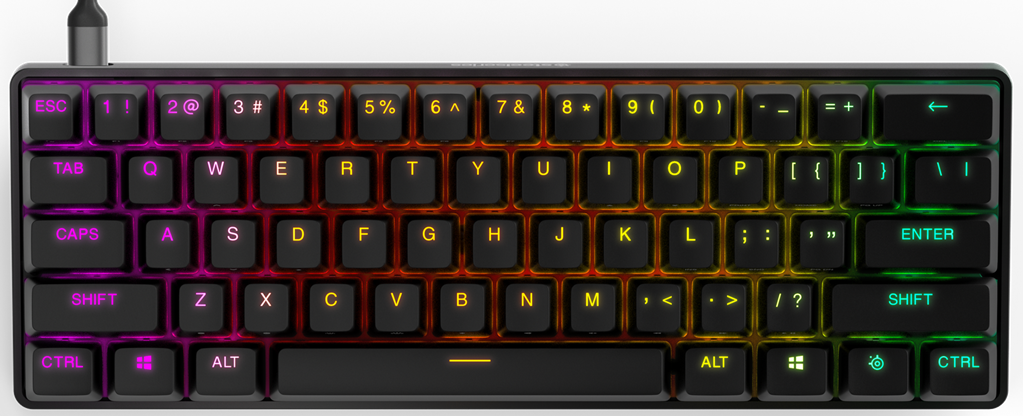 steelseries
ESC 1 ! 2 @ 3 # 4 $ 5 % 6 ^ 7 & 8 * 9 ( 0 ) - _ = + ←
TAB Q W E R T Y U I O P [ { ] } \ |
CAPS A S D F G H J K L ; : ’ ” ENTER
SHIFT Z X C V B N M , < . > / ? SHIFT
CTRL ALT ALT CTRL